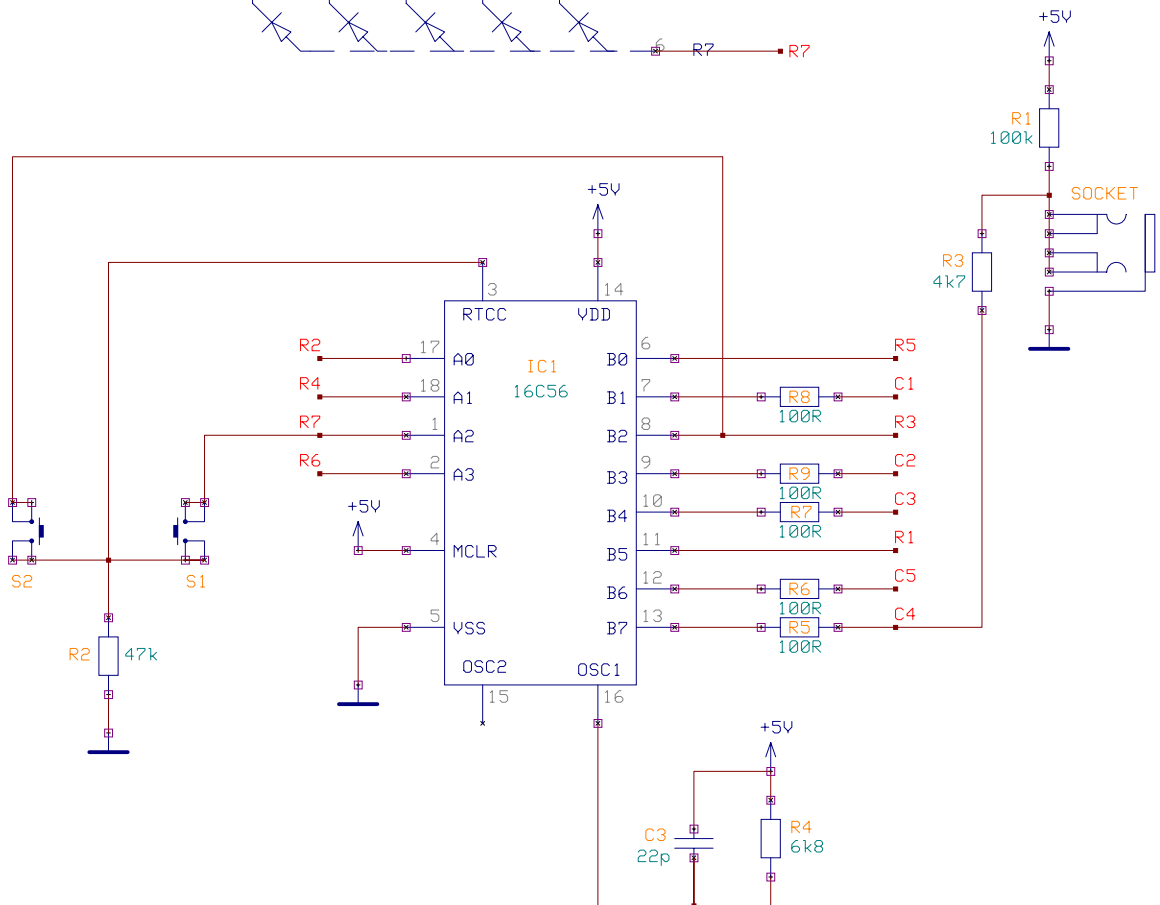 +5V
6 R7 R7
R1
100k
+5V
SOCKET
R3
4k7
3 14
RTCC VDD
R2 17 A0 B0 6 R5
IC1
16C56
R4 18 A1 B1 7 R8 C1
100R
R7 1 A2 B2 8 R3
R6 2 A3 B3 9 R9 C2
100R
+5V
B4 10 R7 C3
100R
4 MCLR B5 11 R1
S2 S1
B6 12 R6 C5
100R
5 VSS B7 13 R5 C4
100R
R2 47k
OSC2 OSC1
15 16
+5V
C3
22p
R4
6k8